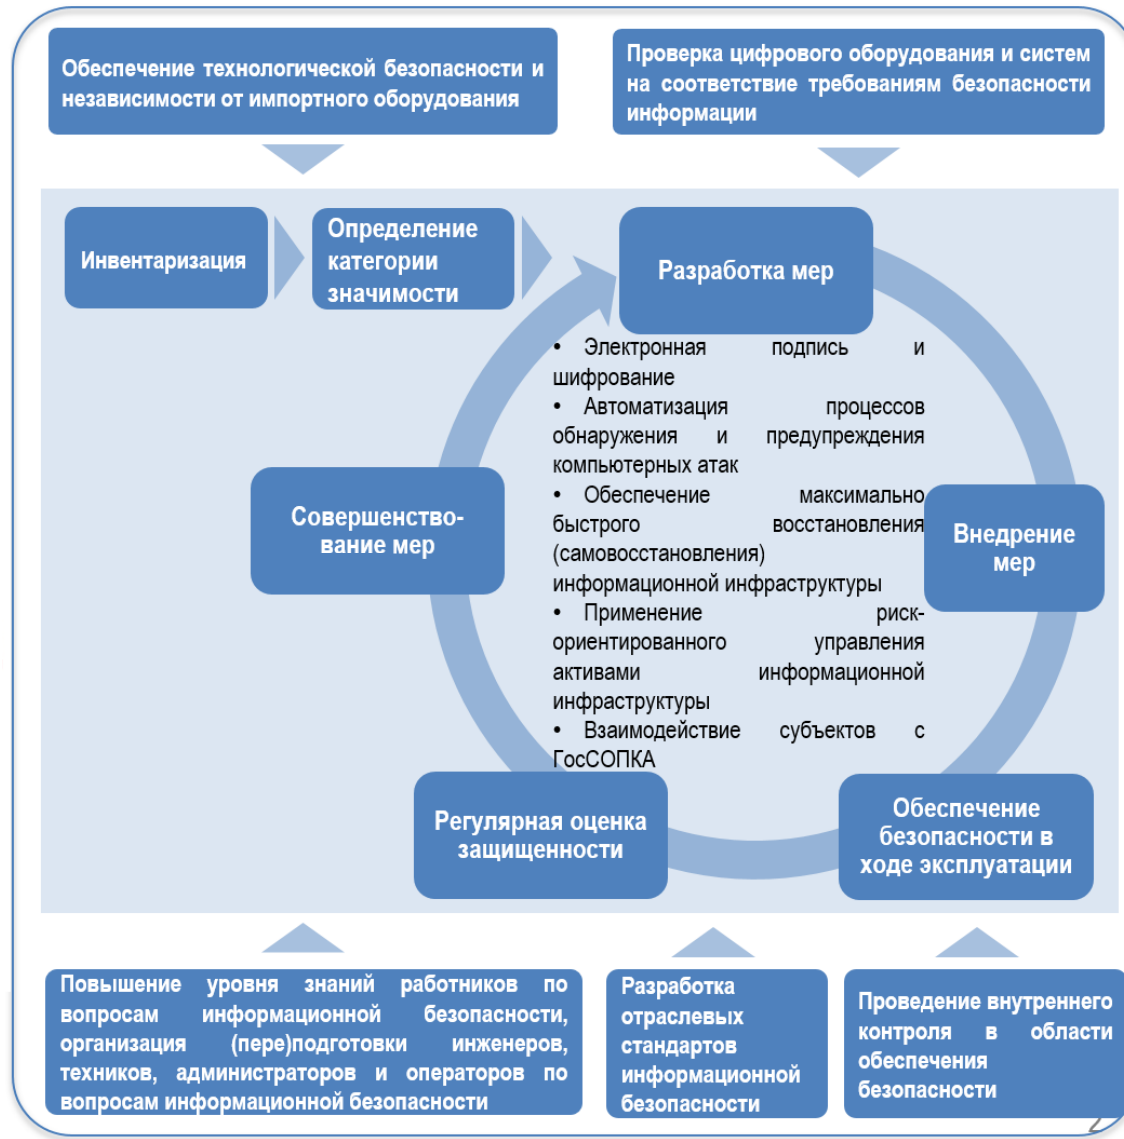 Обеспечение технологической безопасности и
независимости от импортного оборудования
Проверка цифрового оборудования и систем
на соответствие требованиям безопасности
информации
Инвентаризация
Определение
категории
значимости
Разработка мер
• Электронная подпись и
шифрование
• Автоматизация процессов
обнаружения и предупреждения
компьютерных атак
• Обеспечение максимально
быстрого восстановления
(самовосстановления)
информационной инфраструктуры
• Применение риск-
ориентированного управления
активами информационной
инфраструктуры
• Взаимодействие субъектов с
ГосСОПКА
Совершенство-
вание мер
Внедрение
мер
Регулярная оценка
защищенности
Обеспечение
безопасности в
ходе эксплуатации
Повышение уровня знаний работников по
вопросам информационной безопасности,
организация (пере)подготовки инженеров,
техников, администраторов и операторов по
вопросам информационной безопасности
Разработка
отраслевых
стандартов
информационной
безопасности
Проведение внутреннего
контроля в области
обеспечения
безопасности